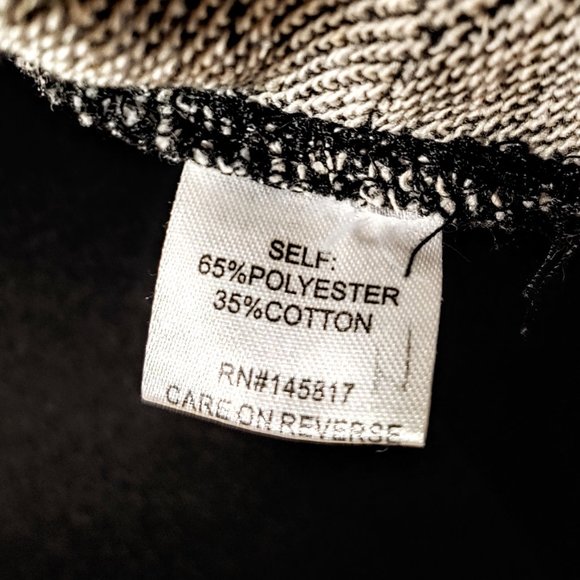 SELF:
65%POLYESTER
35%COTTON
RN#145817
CARE ON REVERSE